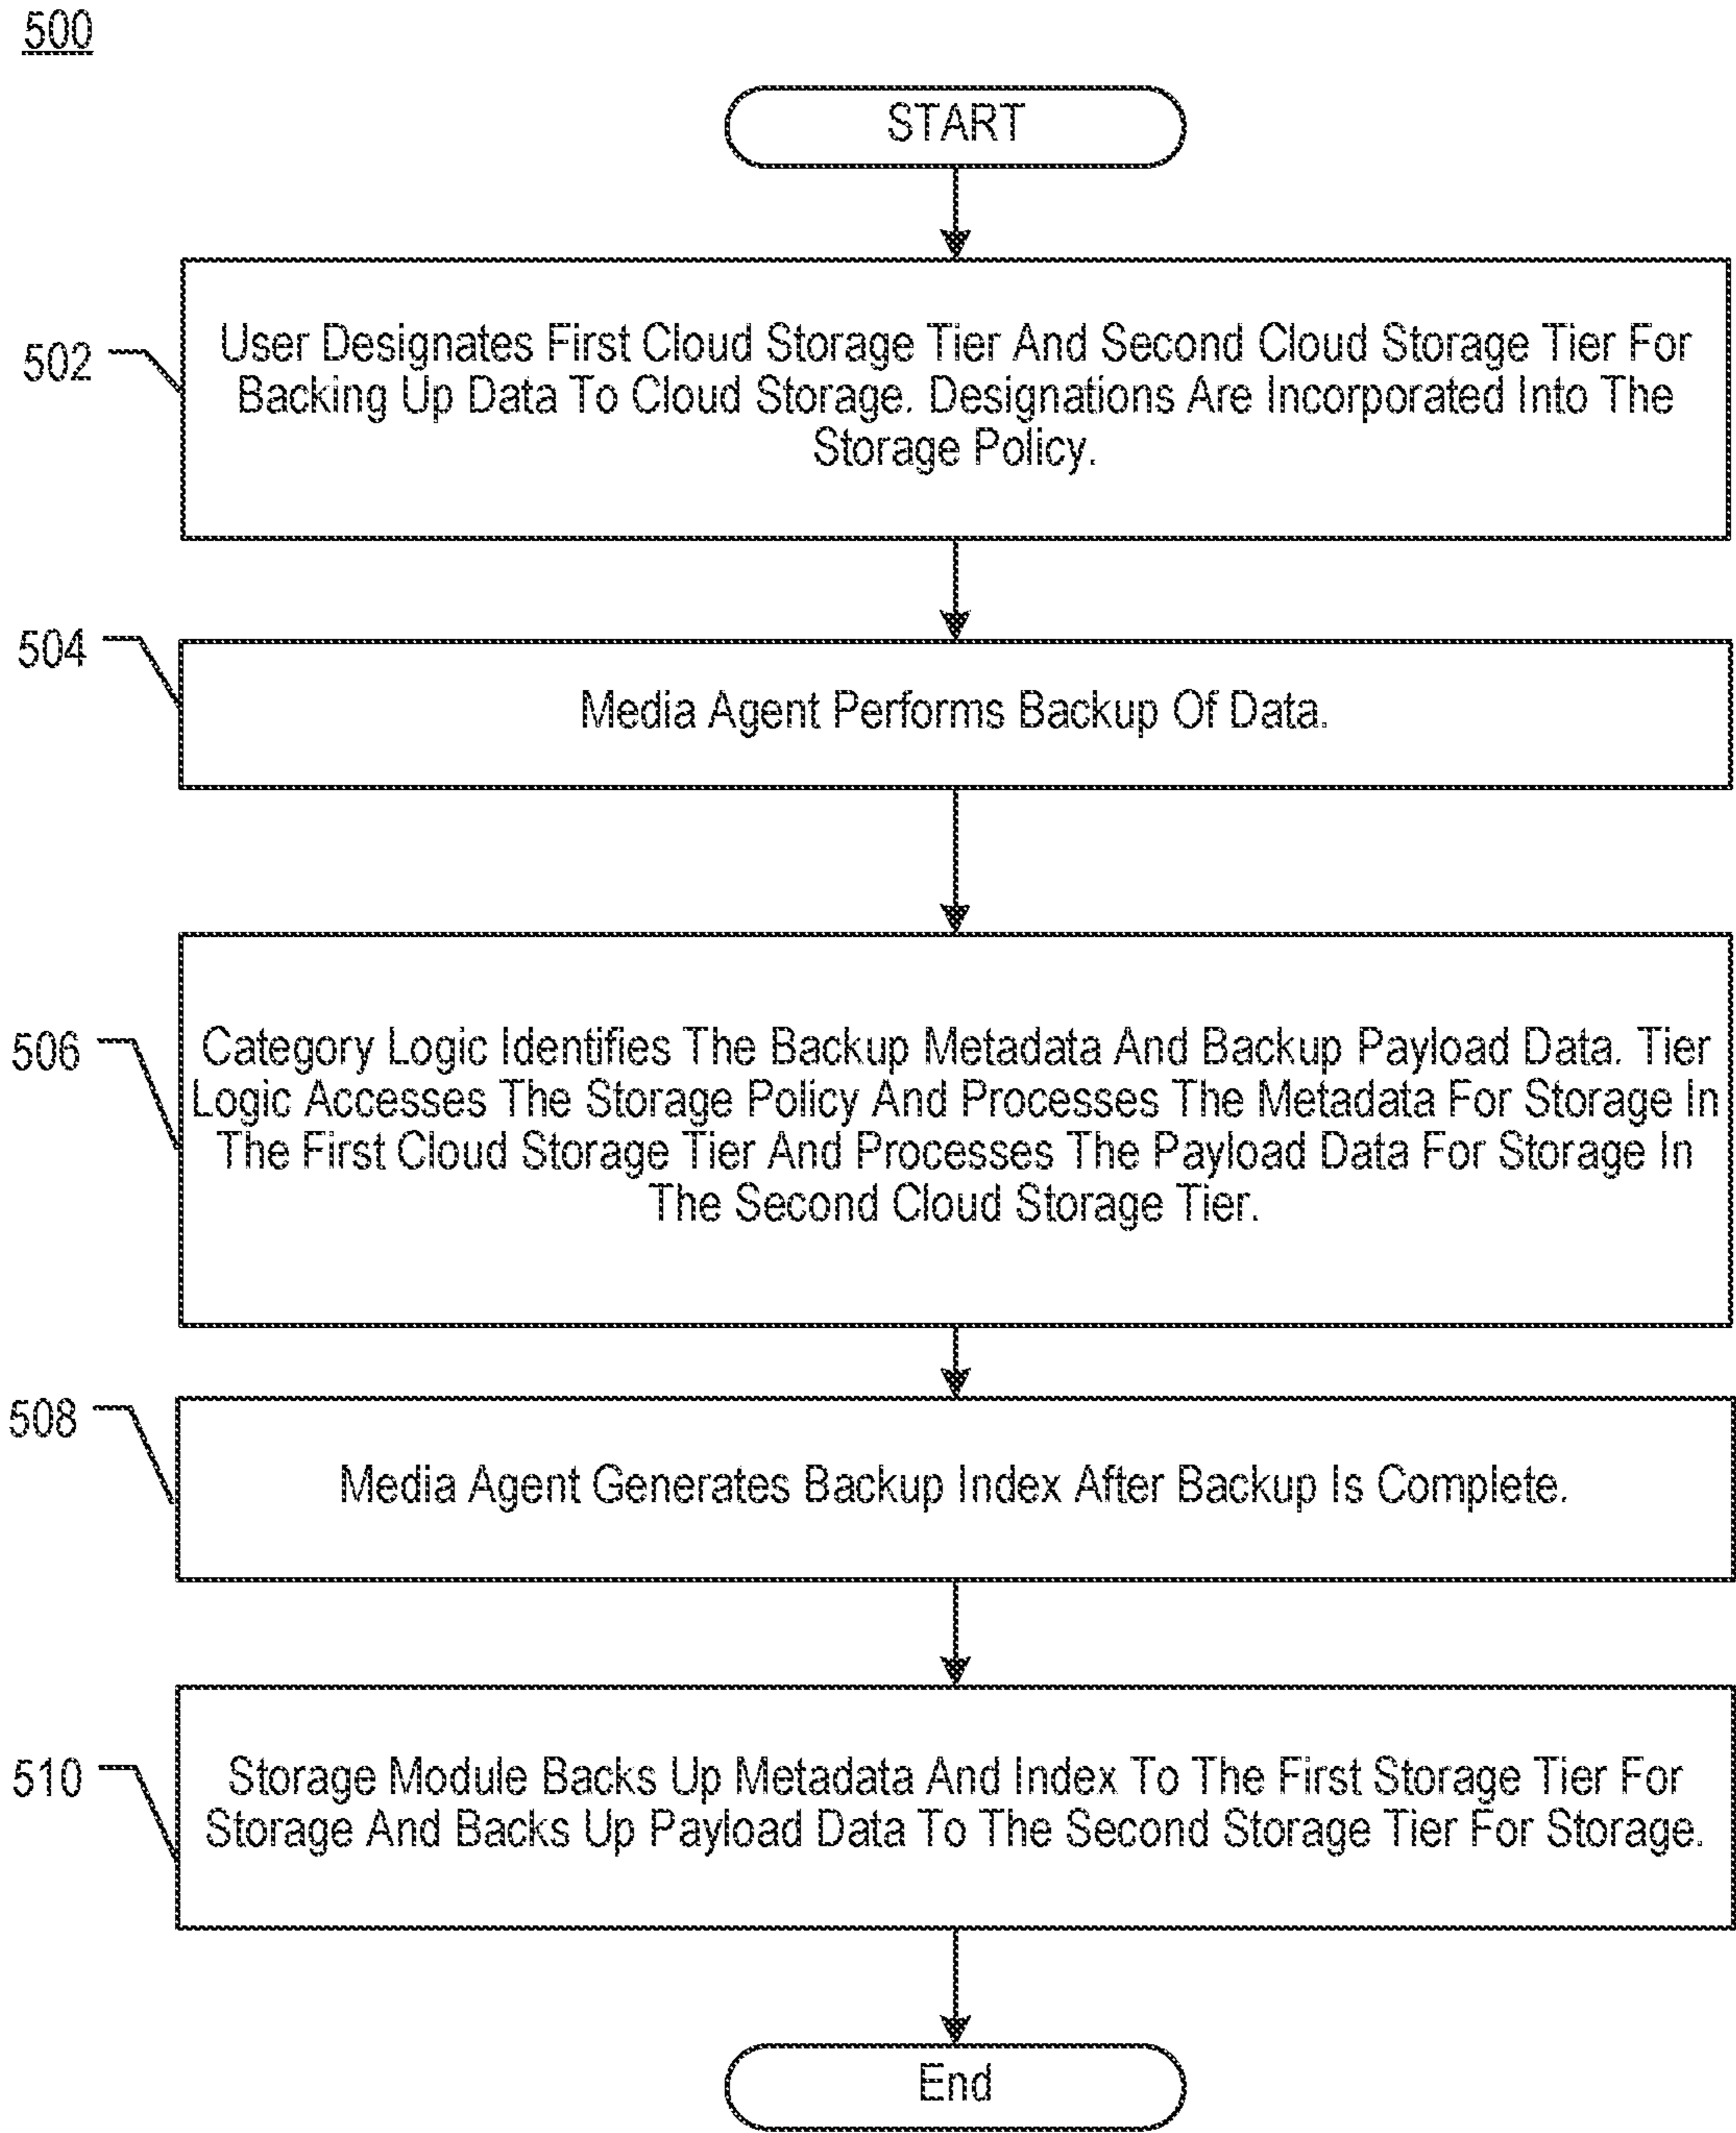 500
START
502
User Designates First Cloud Storage Tier And Second Cloud Storage Tier For
Backing Up Data To Cloud Storage. Designations Are Incorporated Into The
Storage Policy.
504
Media Agent Performs Backup Of Data.
506
Category Logic Identifies The Backup Metadata And Backup Payload Data. Tier
Logic Accesses The Storage Policy And Processes The Metadata For Storage In
The First Cloud Storage Tier And Processes The Payload Data For Storage In
The Second Cloud Storage Tier.
508
Media Agent Generates Backup Index After Backup Is Complete.
510
Storage Module Backs Up Metadata And Index To The First Storage Tier For
Storage And Backs Up Payload Data To The Second Storage Tier For Storage.
End